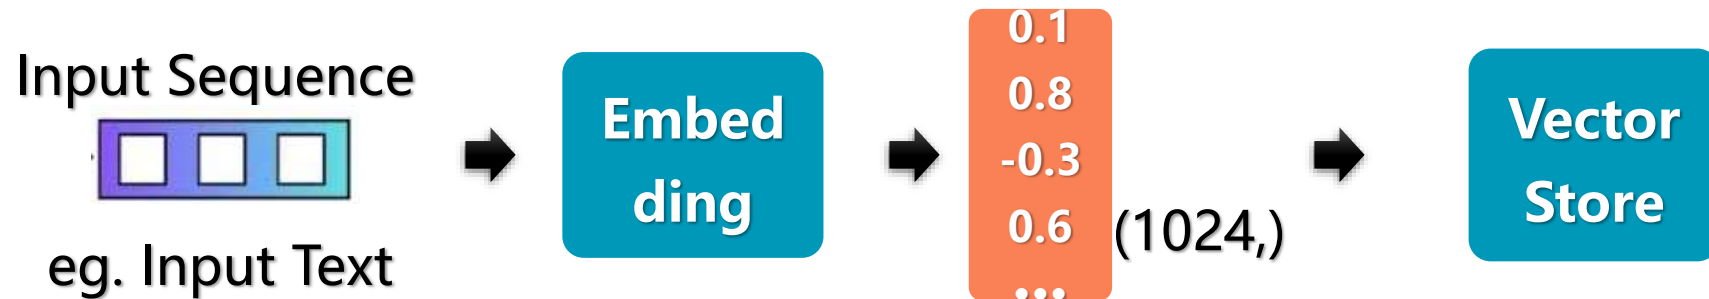 Input Sequence
eg. Input Text
Embed
ding
0.1
0.8
-0.3
0.6
...
(1024,)
Vector
Store